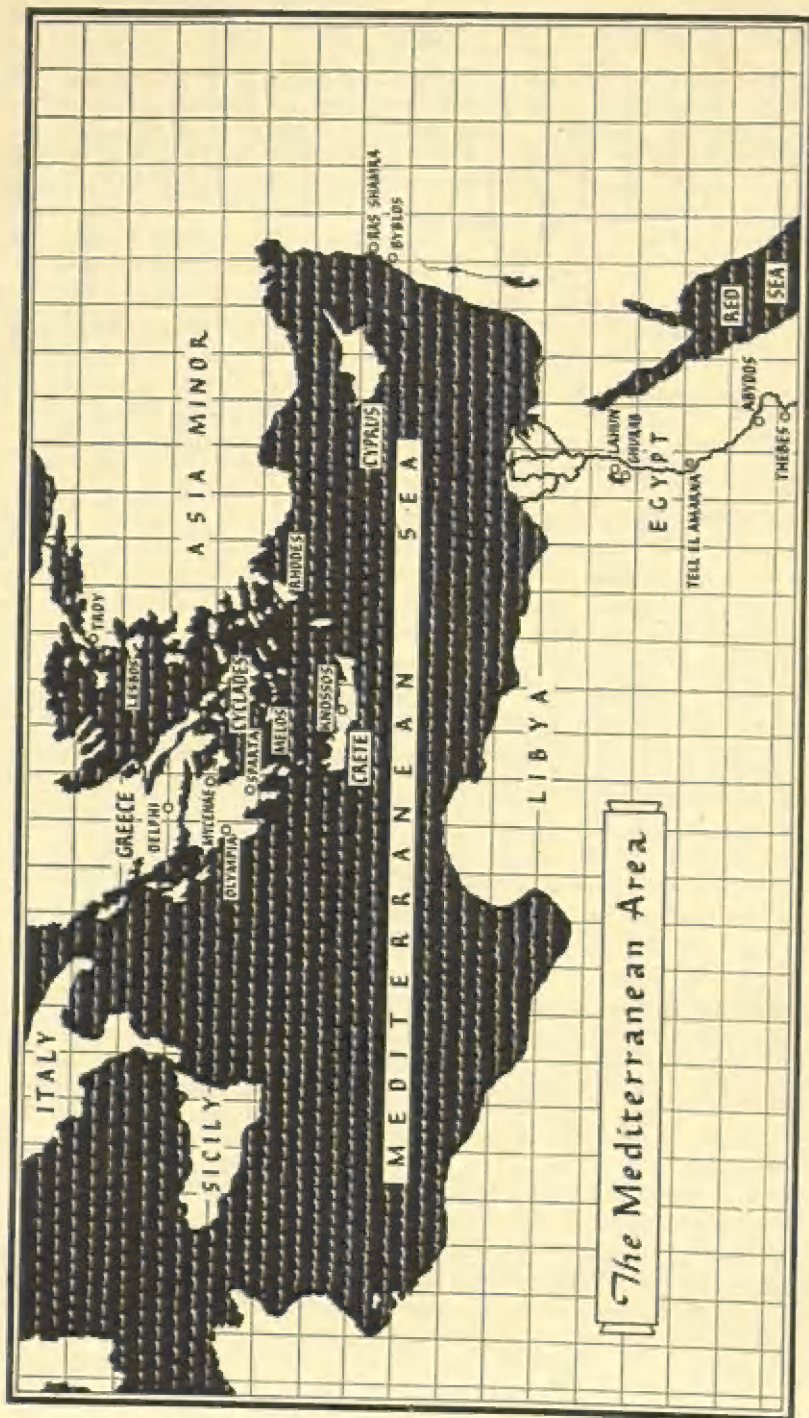 ITALY
SICILY
GREECE
DELPHI
MYCENAE
OLYMPIA
SPARTA
CYCLADES
MELOS
LESBOS
TROY
ASIA MINOR
RHODES
KNOSSOS
CRETE
CYPRUS
RAS SHAMRA
BYBLOS
MEDITERRANEAN SEA
LIBYA
EGYPT
LAHUN
GHURAB
TELL EL AMARNA
ABYDOS
THEBES
RED
SEA
The Mediterranean Area